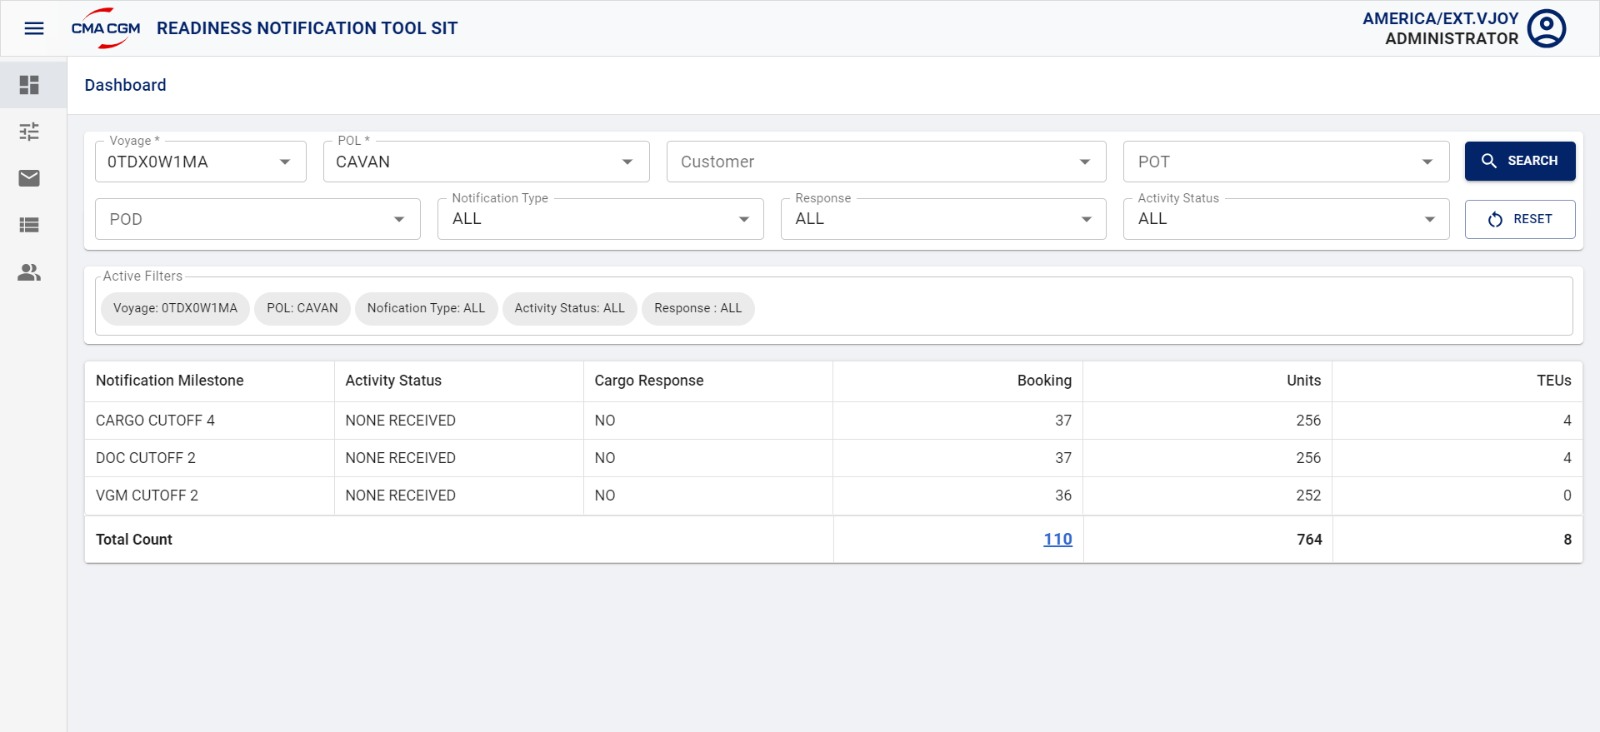 CMA CGM READINESS NOTIFICATION TOOL SIT
AMERICA/EXT.VJOY
ADMINISTRATOR
Dashboard
Voyage * POL *
0TDX0W1MA CAVAN Customer POT SEARCH
Notification Type Response Activity Status
POD ALL ALL ALL RESET
Active Filters
Voyage: 0TDX0W1MA POL: CAVAN Nofication Type: ALL Activity Status: ALL Response : ALL
Notification Milestone Activity Status Cargo Response Booking Units TEUs
CARGO CUTOFF 4 NONE RECEIVED NO 37 256 4
DOC CUTOFF 2 NONE RECEIVED NO 37 256 4
VGM CUTOFF 2 NONE RECEIVED NO 36 252 0
Total Count 110 764 8